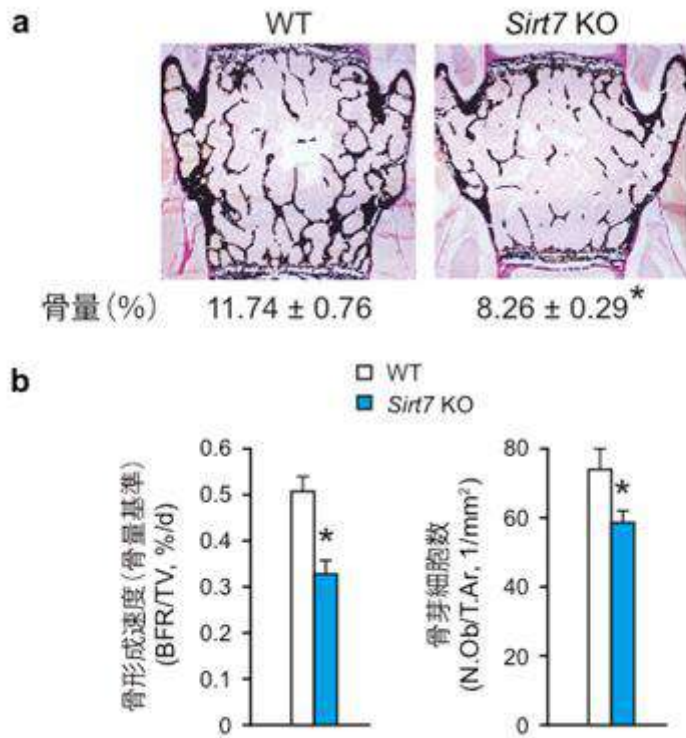 a
WT
Sirt7 KO
骨量(%)
11.74 ± 0.76
8.26 ± 0.29*
b
WT
Sirt7 KO
骨形成速度(骨量基準)
(BFR/TV, %/d)
0.6
0.5
0.4
0.3
0.2
0.1
0
*
骨芽細胞数
(N.Ob/T.Ar, 1/mm²)
80
60
40
20
0
*